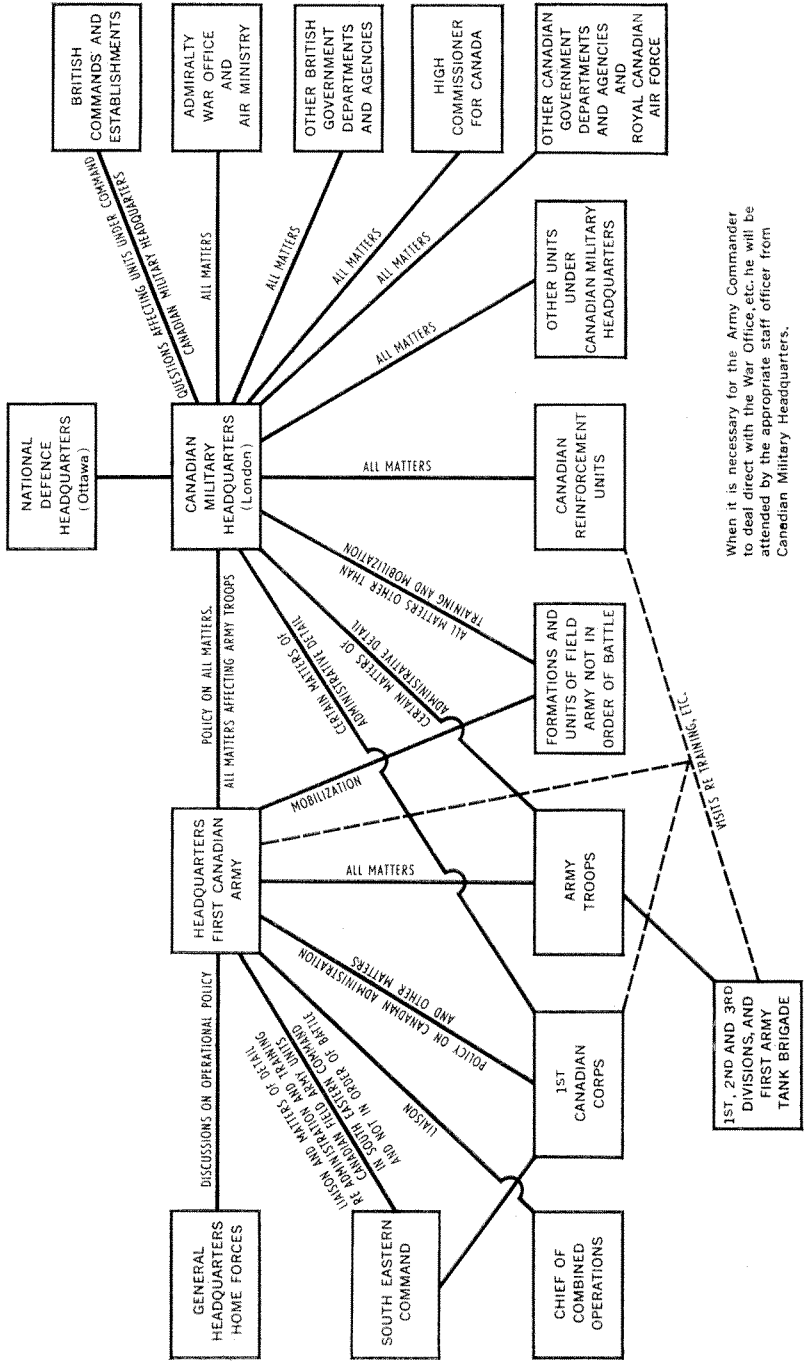 NATIONAL
DEFENCE
HEADQUARTERS
(Ottawa)
GENERAL
HEADQUARTERS
HOME FORCES
DISCUSSIONS ON OPERATIONAL POLICY
HEADQUARTERS
FIRST CANADIAN
ARMY
POLICY ON ALL MATTERS.
ALL MATTERS AFFECTING ARMY TROOPS
CANADIAN
MILITARY
HEADQUARTERS
(London)
QUESTIONS AFFECTING UNITS UNDER COMMAND
CANADIAN MILITARY HEADQUARTERS
BRITISH
COMMANDS AND
ESTABLISHMENTS
ALL MATTERS
ADMIRALTY
WAR OFFICE
AND
AIR MINISTRY
ALL MATTERS
OTHER BRITISH
GOVERNMENT
DEPARTMENTS
AND AGENCIES
ALL MATTERS
HIGH
COMMISSIONER
FOR CANADA
ALL MATTERS
OTHER CANADIAN
GOVERNMENT
DEPARTMENTS
AND AGENCIES
AND
ROYAL CANADIAN
AIR FORCE
LIAISON AND MATTERS OF DETAIL
RE ADMINISTRATION AND TRAINING
CANADIAN FIELD ARMY UNITS
IN SOUTH EASTERN COMMAND
AND NOT IN ORDER OF BATTLE
SOUTH EASTERN
COMMAND
LIAISON
POLICY ON CANADIAN ADMINISTRATION
AND OTHER MATTERS
ALL MATTERS
MOBILIZATION
CERTAIN MATTERS OF
ADMINISTRATIVE DETAIL
CERTAIN MATTERS OF
ADMINISTRATIVE DETAIL
ALL MATTERS OTHER THAN
TRAINING AND MOBILIZATION
ALL MATTERS
ALL MATTERS
CHIEF OF
COMBINED
OPERATIONS
1ST
CANADIAN
CORPS
ARMY
TROOPS
FORMATIONS AND
UNITS OF FIELD
ARMY NOT IN
ORDER OF BATTLE
CANADIAN
REINFORCEMENT
UNITS
OTHER UNITS
UNDER
CANADIAN MILITARY
HEADQUARTERS
VISITS RE TRAINING, ETC.
1ST, 2ND AND 3RD
DIVISIONS, AND
FIRST ARMY
TANK BRIGADE
When it is necessary for the Army Commander
to deal direct with the War Office, etc. he will be
attended by the appropriate staff officer from
Canadian Military Headquarters.